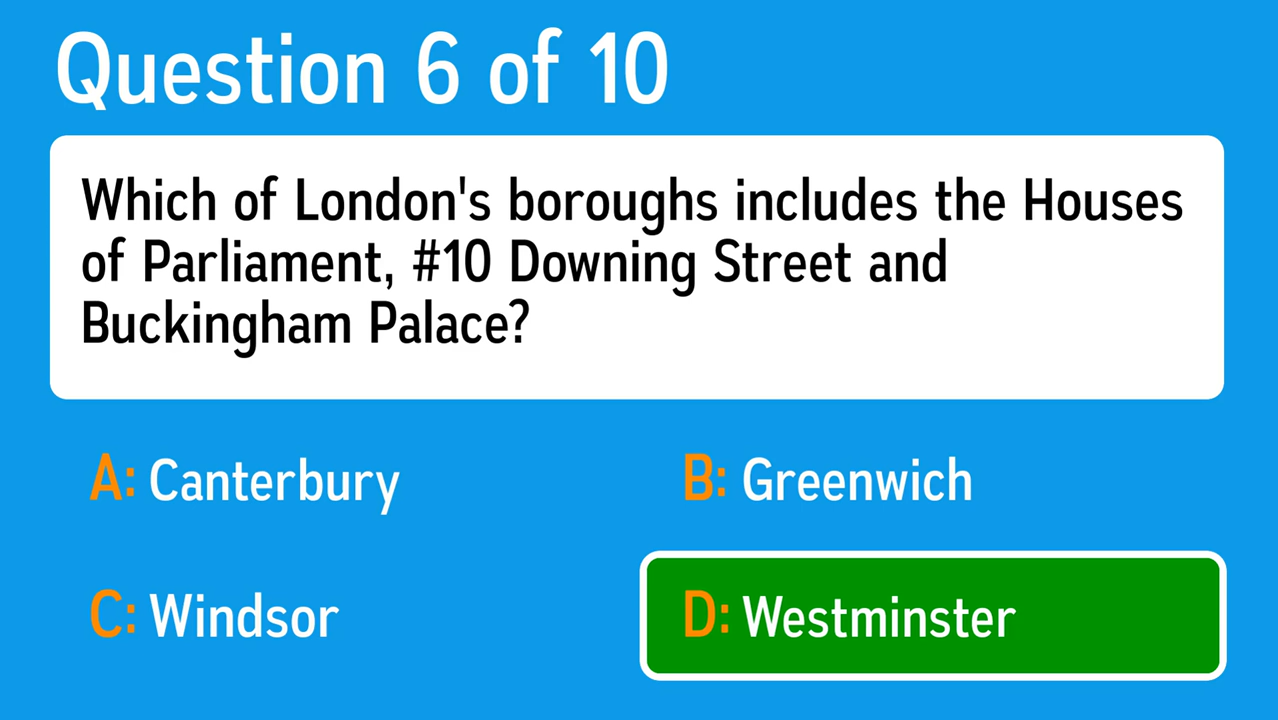 Question 6 of 10
Which of London's boroughs includes the Houses
of Parliament, #10 Downing Street and
Buckingham Palace?
A: Canterbury
B: Greenwich
C: Windsor
D: Westminster